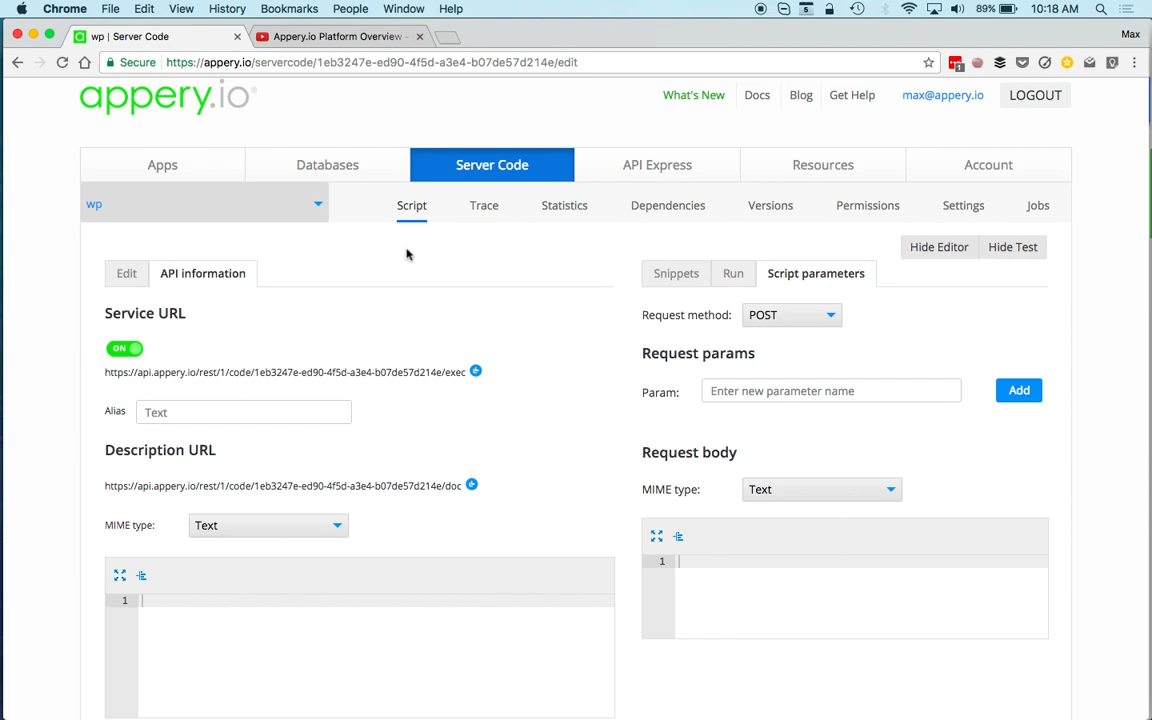 Chrome File Edit View History Bookmarks People Window Help 5 89% 10:18 AM
wp | Server Code Appery.io Platform Overview - Max
Secure https://appery.io/servercode/1eb3247e-ed90-4f5d-a3e4-b07de57d214e/edit 1
appery.io What's New Docs Blog Get Help max@appery.io LOGOUT
Apps Databases Server Code API Express Resources Account
wp Script Trace Statistics Dependencies Versions Permissions Settings Jobs
Hide Editor Hide Test
Edit API information Snippets Run Script parameters
Service URL Request method: POST
ON
Request params
https://api.appery.io/rest/1/code/1eb3247e-ed90-4f5d-a3e4-b07de57d214e/exec
Param: Enter new parameter name Add
Alias Text
Description URL Request body
https://api.appery.io/rest/1/code/1eb3247e-ed90-4f5d-a3e4-b07de57d214e/doc MIME type: Text
MIME type: Text
1
1